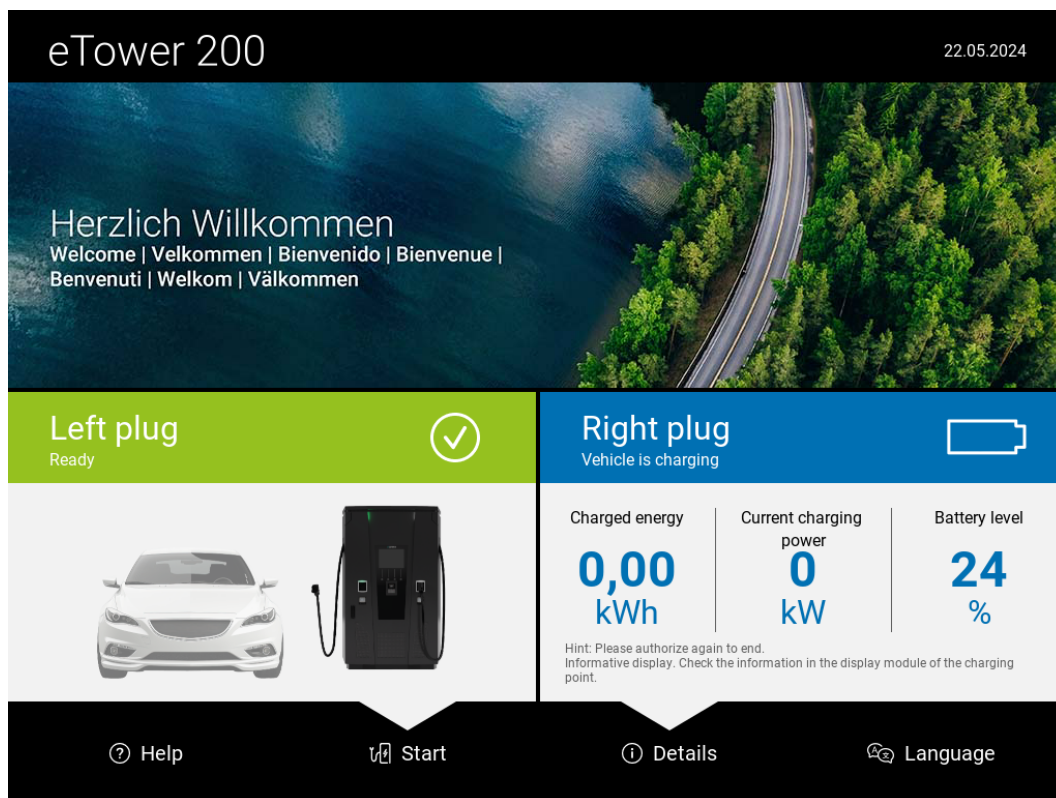 eTower 200
22.05.2024
Herzlich Willkommen
Welcome | Velkommen | Bienvenido | Bienvenue |
Benvenuti | Welkom | Välkommen
Left plug
Ready
Right plug
Vehicle is charging
Charged energy
0,00
kWh
Current charging
power
0
kW
Battery level
24
%
Hint: Please authorize again to end.
Informative display. Check the information in the display module of the charging
point.
Help
Start
Details
Language